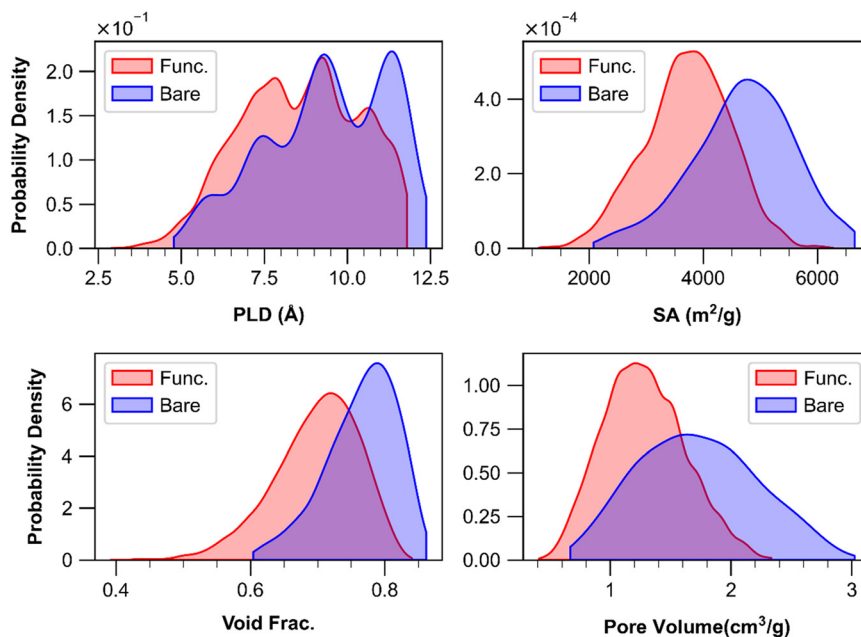 ×10⁻¹
Func.
Bare
2.0
1.5
1.0
0.5
0.0
Probability Density
2.5 5.0 7.5 10.0 12.5
PLD (Å)
×10⁻⁴
Func.
Bare
4.0
2.0
0.0
2000 4000 6000
SA (m²/g)
Func.
Bare
6
4
2
0
Probability Density
0.4 0.6 0.8
Void Frac.
Func.
Bare
1.00
0.75
0.50
0.25
0.00
1 2 3
Pore Volume(cm³/g)